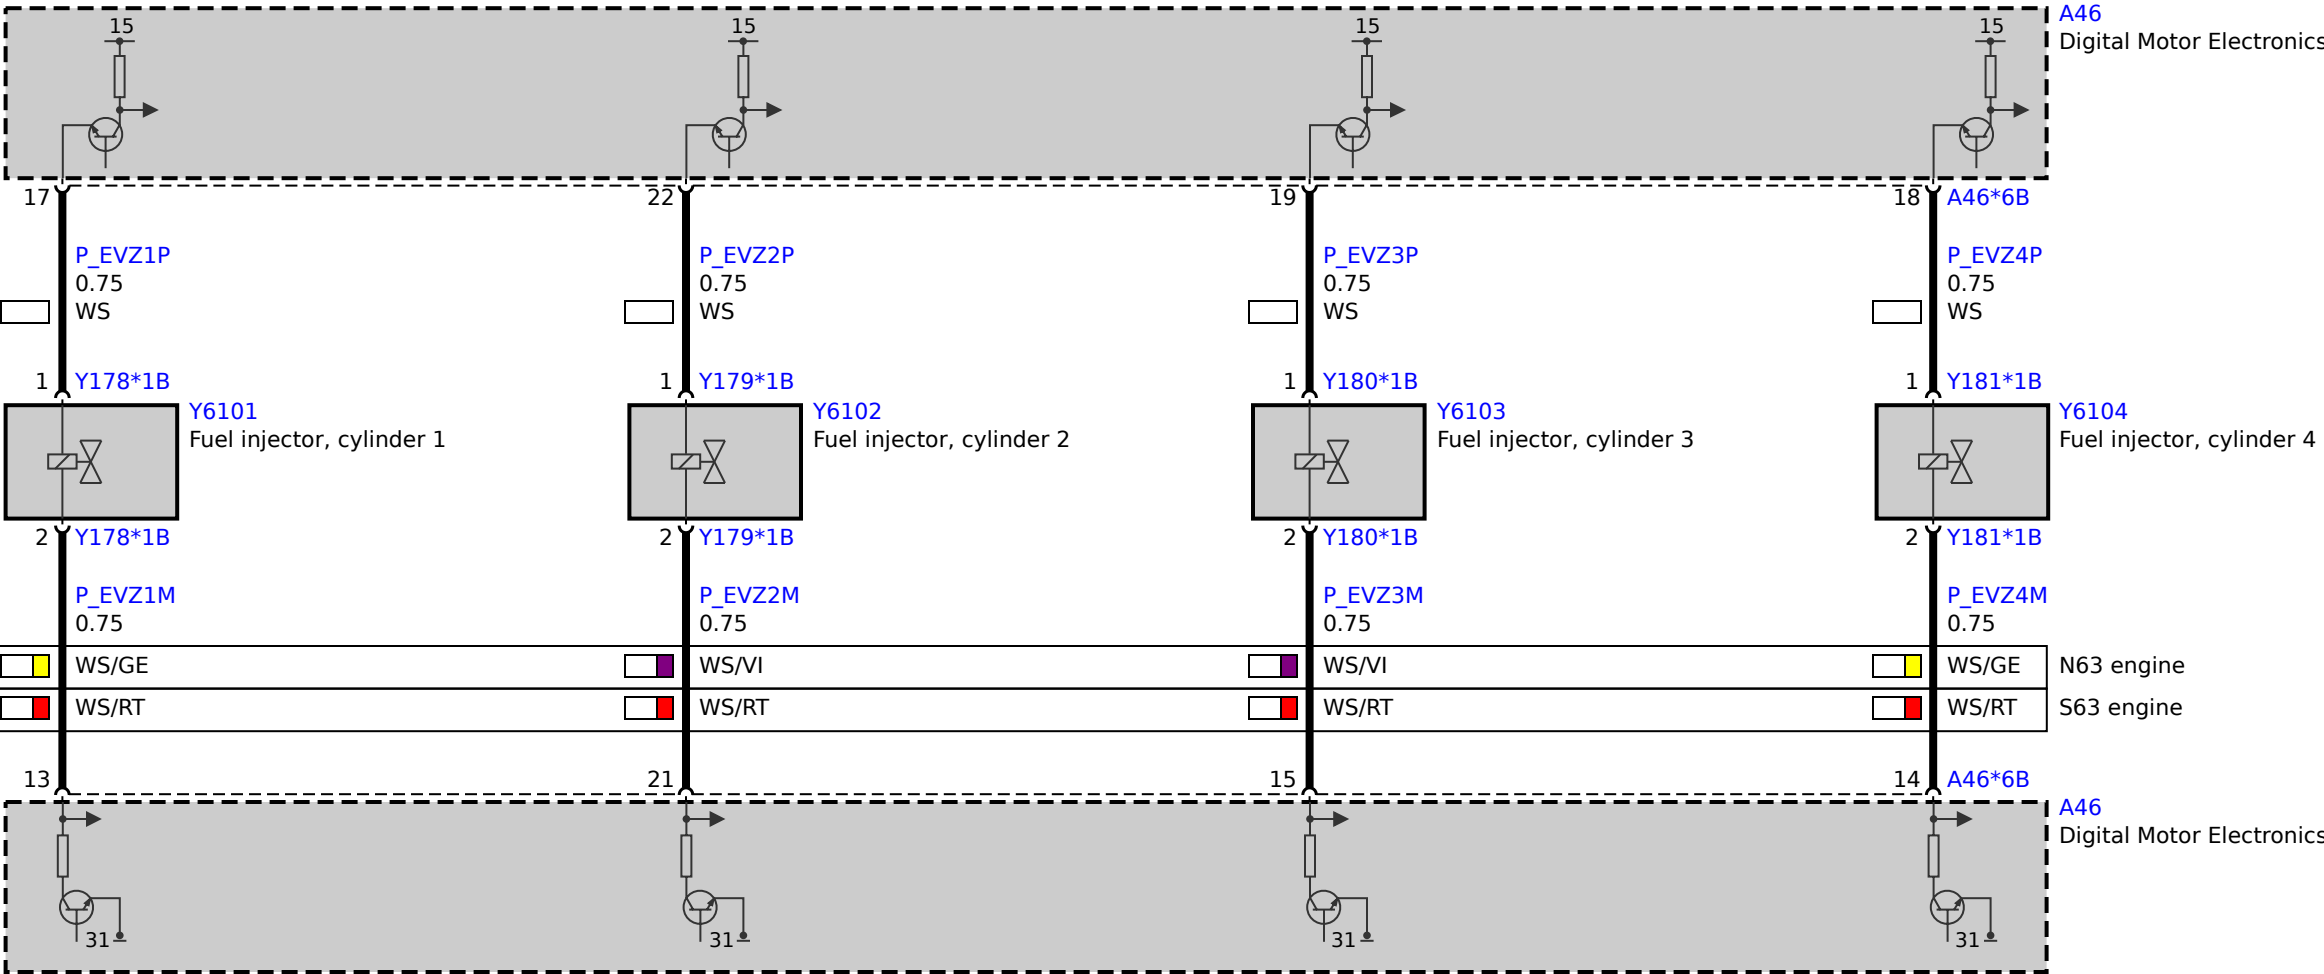 15
15
15
15
A46
Digital Motor Electronics
17
22
19
18
A46*6B
P_EVZ1P
0.75
WS
P_EVZ2P
0.75
WS
P_EVZ3P
0.75
WS
P_EVZ4P
0.75
WS
1
Y178*1B
1
Y179*1B
1
Y180*1B
1
Y181*1B
Y6101
Fuel injector, cylinder 1
Y6102
Fuel injector, cylinder 2
Y6103
Fuel injector, cylinder 3
Y6104
Fuel injector, cylinder 4
2
Y178*1B
2
Y179*1B
2
Y180*1B
2
Y181*1B
P_EVZ1M
0.75
P_EVZ2M
0.75
P_EVZ3M
0.75
P_EVZ4M
0.75
WS/GE
WS/VI
WS/VI
WS/GE
N63 engine
WS/RT
WS/RT
WS/RT
WS/RT
S63 engine
13
21
15
14
A46*6B
A46
Digital Motor Electronics
31
31
31
31